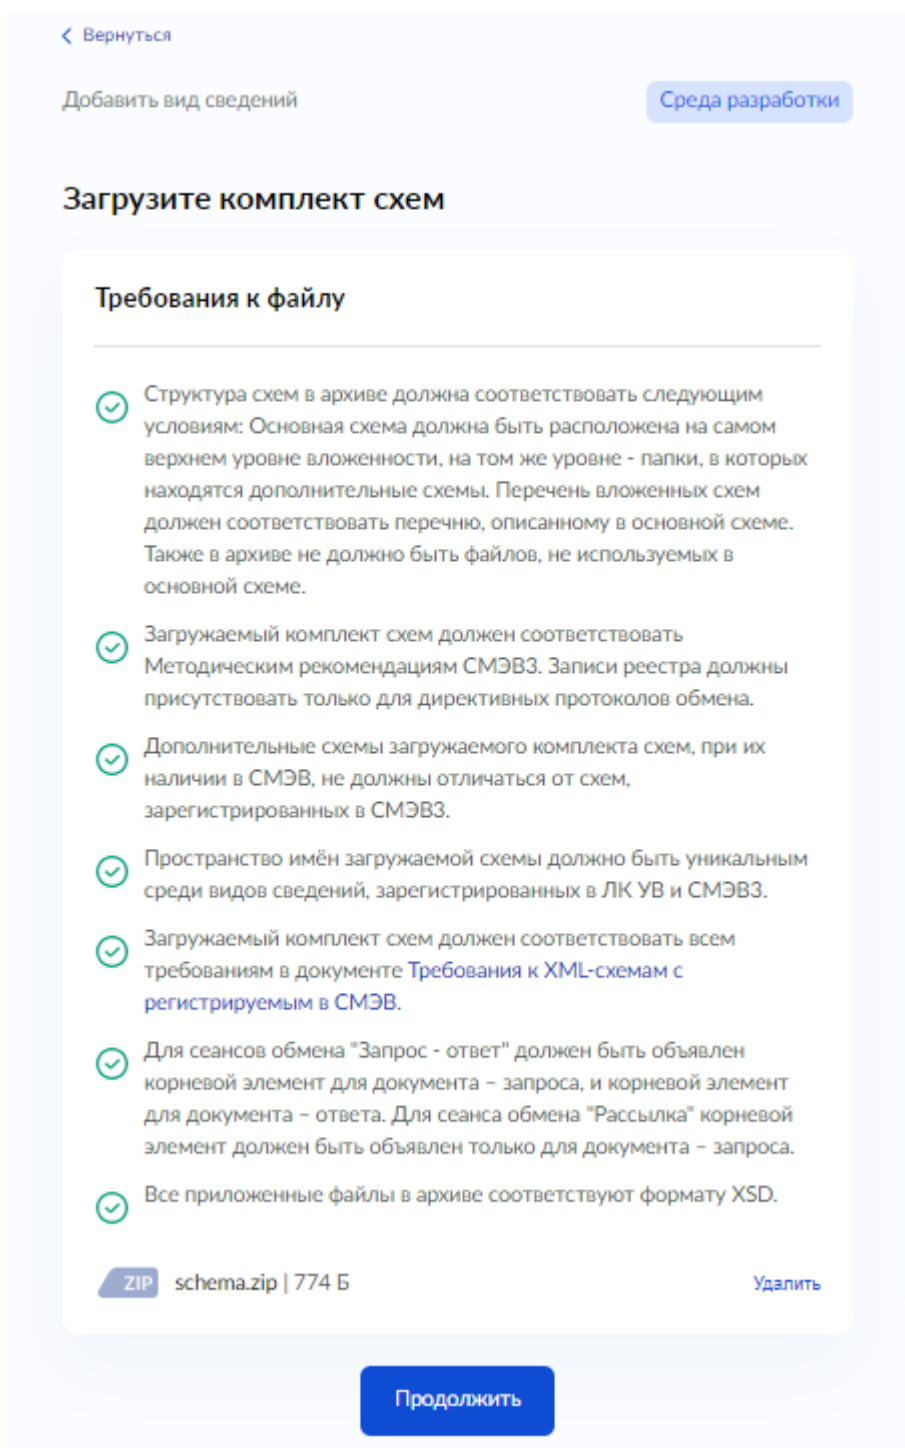 Вернуться
Добавить вид сведений
Среда разработки
Загрузите комплект схем
Требования к файлу
Структура схем в архиве должна соответствовать следующим
условиям: Основная схема должна быть расположена на самом
верхнем уровне вложенности, на том же уровне - папки, в которых
находятся дополнительные схемы. Перечень вложенных схем
должен соответствовать перечню, описанному в основной схеме.
Также в архиве не должно быть файлов, не используемых в
основной схеме.
Загружаемый комплект схем должен соответствовать
Методическим рекомендациям СМЭВ3. Записи реестра должны
присутствовать только для директивных протоколов обмена.
Дополнительные схемы загружаемого комплекта схем, при их
наличии в СМЭВ, не должны отличаться от схем,
зарегистрированных в СМЭВ3.
Пространство имён загружаемой схемы должно быть уникальным
среди видов сведений, зарегистрированных в ЛК УВ и СМЭВ3.
Загружаемый комплект схем должен соответствовать всем
требованиям в документе Требования к XML-схемам с
регистрируемым в СМЭВ.
Для сеансов обмена "Запрос - ответ" должен быть объявлен
корневой элемент для документа – запроса, и корневой элемент
для документа – ответа. Для сеанса обмена "Рассылка" корневой
элемент должен быть объявлен только для документа – запроса.
Все приложенные файлы в архиве соответствуют формату XSD.
ZIP schema.zip | 774 Б
Удалить
Продолжить